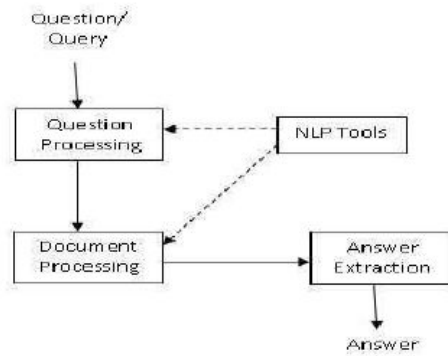 Question/
Query
Question
Processing
NLP Tools
Document
Processing
Answer
Extraction
Answer